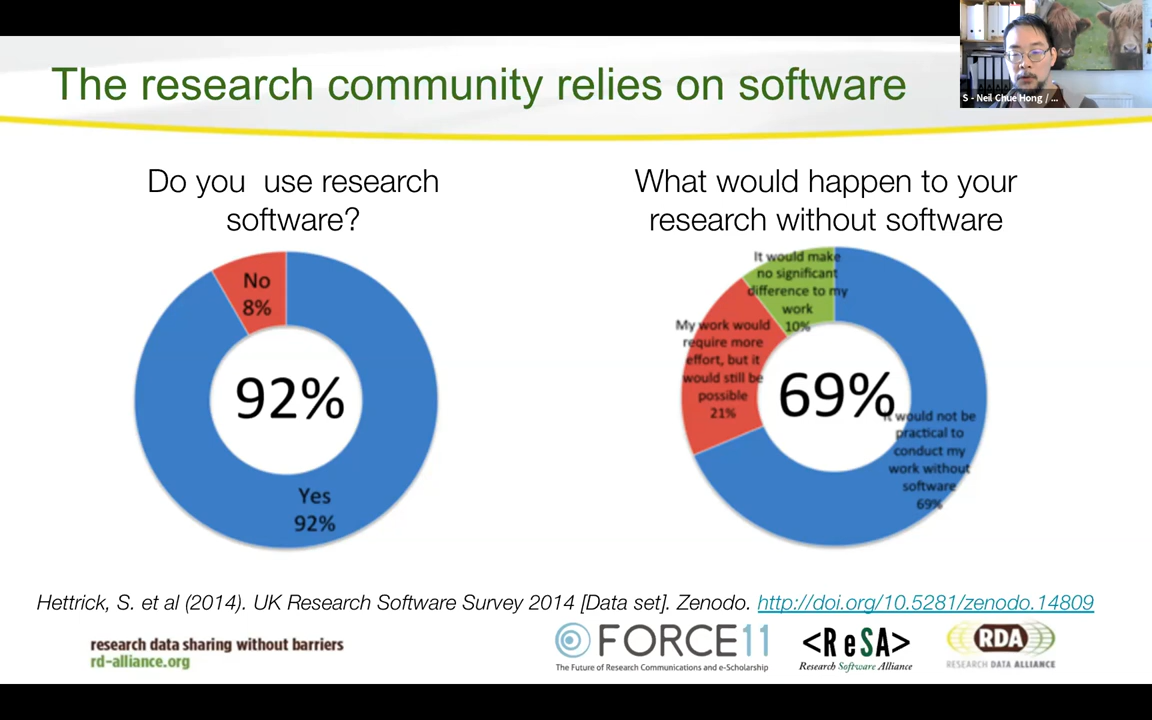 The research community relies on software
S - Neil Chue Hong / ...
Do you  use research
software?
No
8%
92%
Yes
92%
What would happen to your
research without software
It would make
no significant
difference to my
work
10%
My work would
require more
effort, but it
would still be
possible
21%
69%
It would not be
practical to
conduct my
work without
software
69%
Hettrick, S. et al (2014). UK Research Software Survey 2014 [Data set]. Zenodo. http://doi.org/10.5281/zenodo.14809
research data sharing without barriers
rd-alliance.org
FORCE11
The Future of Research Communications and e-Scholarship
<ReSA>
Research Software Alliance
RDA
RESEARCH DATA ALLIANCE